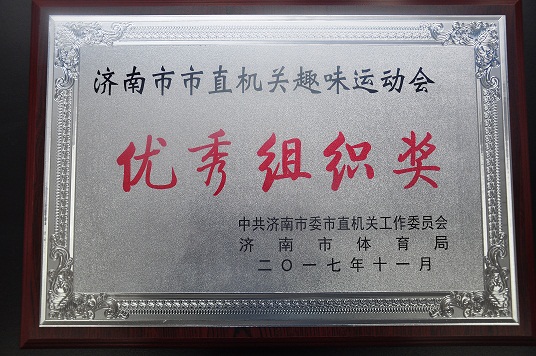 济南市市直机关趣味运动会
优秀组织奖
中共济南市委市直机关工作委员会
济南市体育局
二〇一七年十一月